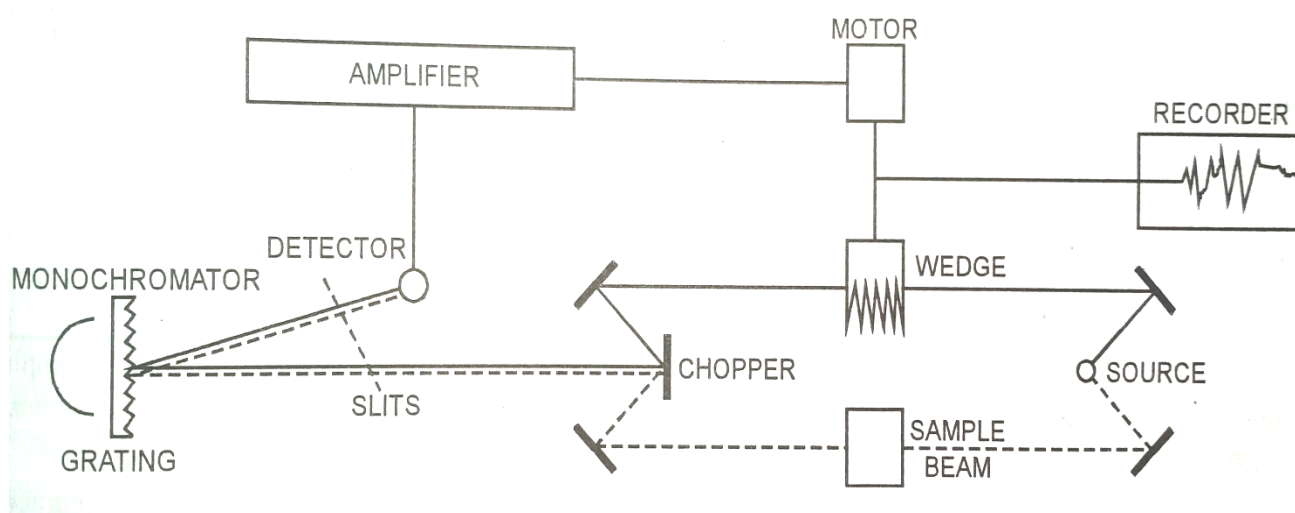 MOTOR
AMPLIFIER
RECORDER
DETECTOR
WEDGE
MONOCHROMATOR
CHOPPER
SOURCE
SLITS
GRATING
SAMPLE
BEAM